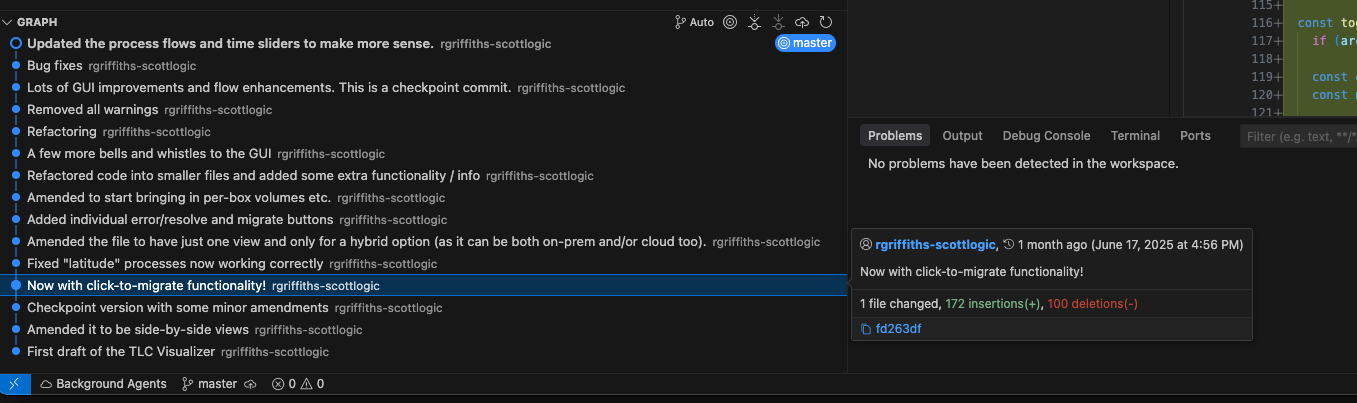 GRAPH
Auto
Updated the process flows and time sliders to make more sense. rgriffiths-scottlogic
master
Bug fixes rgriffiths-scottlogic
Lots of GUI improvements and flow enhancements. This is a checkpoint commit. rgriffiths-scottlogic
Removed all warnings rgriffiths-scottlogic
Refactoring rgriffiths-scottlogic
A few more bells and whistles to the GUI rgriffiths-scottlogic
Refactored code into smaller files and added some extra functionality / info rgriffiths-scottlogic
Amended to start bringing in per-box volumes etc. rgriffiths-scottlogic
Added individual error/resolve and migrate buttons rgriffiths-scottlogic
Amended the file to have just one view and only for a hybrid option (as it can be both on-prem and/or cloud too). rgriffiths-scottlogic
Fixed "latitude" processes now working correctly rgriffiths-scottlogic
Now with click-to-migrate functionality! rgriffiths-scottlogic
Checkpoint version with some minor amendments rgriffiths-scottlogic
Amended it to be side-by-side views rgriffiths-scottlogic
First draft of the TLC Visualizer rgriffiths-scottlogic
115+
116+ const too
117+ if (ar
118+
119+ const
120+ const
121+
Problems Output Debug Console Terminal Ports Filter (e.g. text, **/*
No problems have been detected in the workspace.
rgriffiths-scottlogic, 1 month ago (June 17, 2025 at 4:56 PM)
Now with click-to-migrate functionality!
1 file changed, 172 insertions(+), 100 deletions(-)
fd263df
Background Agents master 0 0